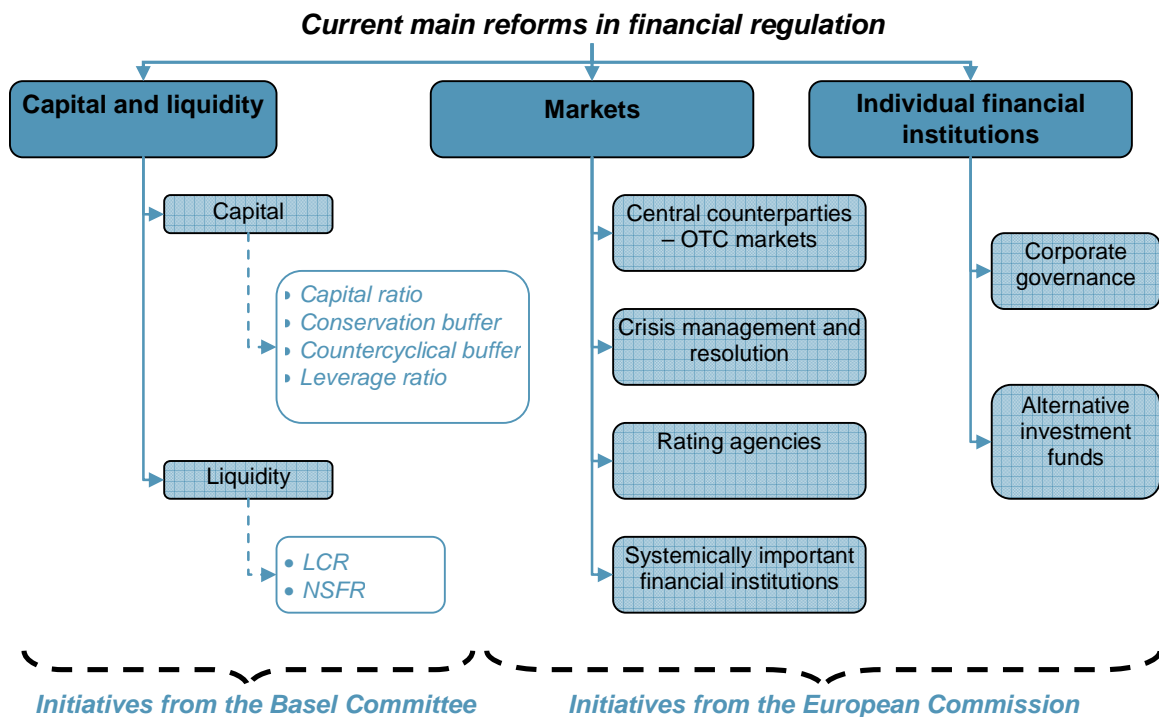 Current main reforms in financial regulation
Capital and liquidity
Capital
Capital ratio
Conservation buffer
Countercyclical buffer
Leverage ratio
Liquidity
LCR
NSFR
Markets
Central counterparties
– OTC markets
Crisis management and
resolution
Rating agencies
Systemically important
financial institutions
Individual financial
institutions
Corporate
governance
Alternative
investment
funds
Initiatives from the Basel Committee
Initiatives from the European Commission